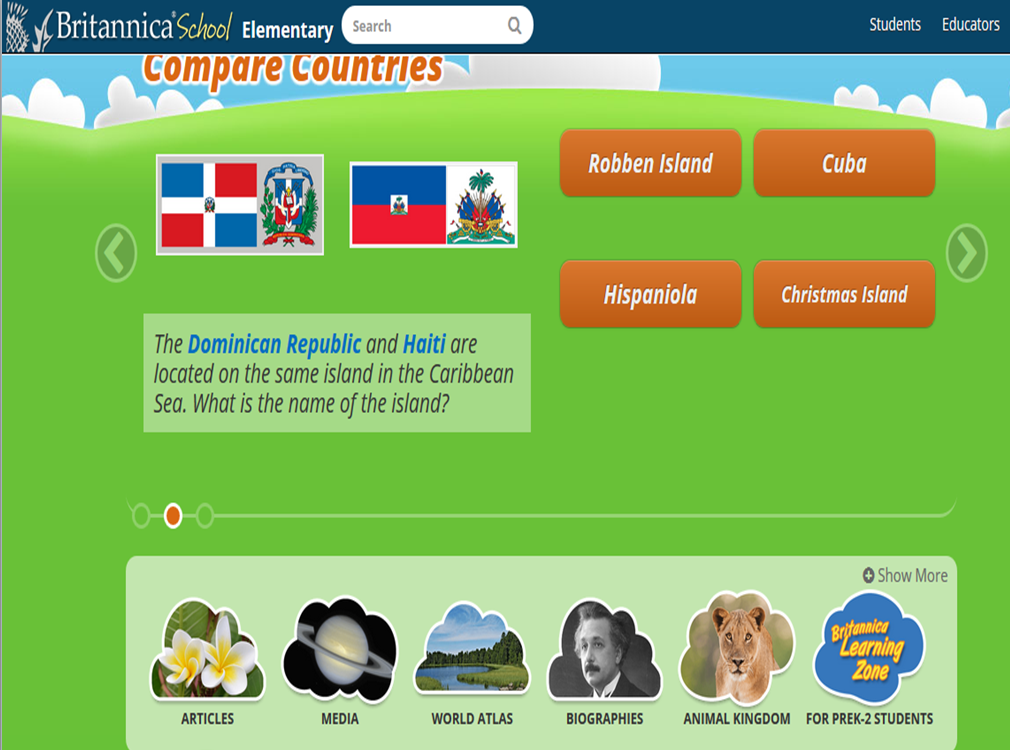 Britannica® School Elementary
Search
Students
Educators
Compare Countries
Robben Island
Cuba
Hispaniola
Christmas Island
The Dominican Republic and Haiti are
located on the same island in the Caribbean
Sea. What is the name of the island?
Show More
ARTICLES
MEDIA
WORLD ATLAS
BIOGRAPHIES
ANIMAL KINGDOM
Britannica
Learning
Zone
FOR PREK-2 STUDENTS